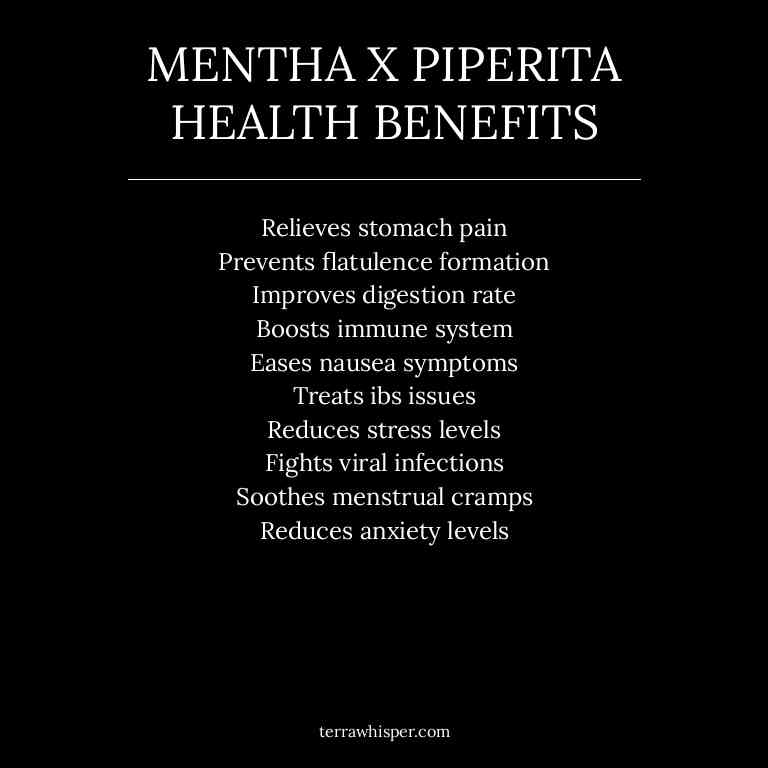 MENTHA X PIPERITA
HEALTH BENEFITS
Relieves stomach pain
Prevents flatulence formation
Improves digestion rate
Boosts immune system
Eases nausea symptoms
Treats ibs issues
Reduces stress levels
Fights viral infections
Soothes menstrual cramps
Reduces anxiety levels
terrawhisper.com